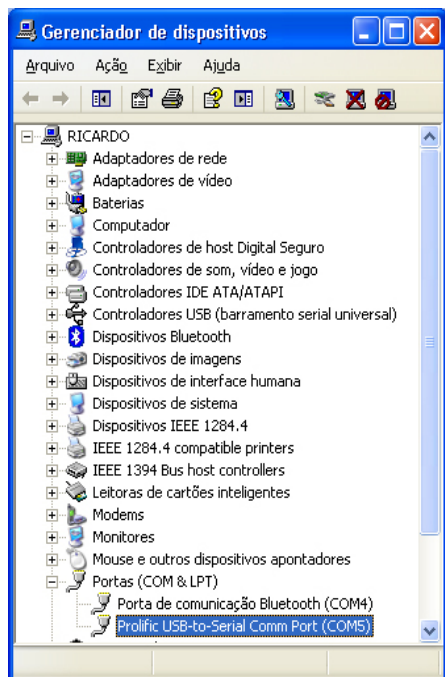 Gerenciador de dispositivos
Arquivo Ação Exibir Ajuda
RICARDO
Adaptadores de rede
Adaptadores de vídeo
Baterias
Computador
Controladores de host Digital Seguro
Controladores de som, vídeo e jogo
Controladores IDE ATA/ATAPI
Controladores USB (barramento serial universal)
Dispositivos Bluetooth
Dispositivos de imagens
Dispositivos de interface humana
Dispositivos de sistema
Dispositivos IEEE 1284.4
IEEE 1284.4 compatible printers
IEEE 1394 Bus host controllers
Leitoras de cartões inteligentes
Modems
Monitores
Mouse e outros dispositivos apontadores
Portas (COM & LPT)
Porta de comunicação Bluetooth (COM4)
Prolific USB-to-Serial Comm Port (COM5)